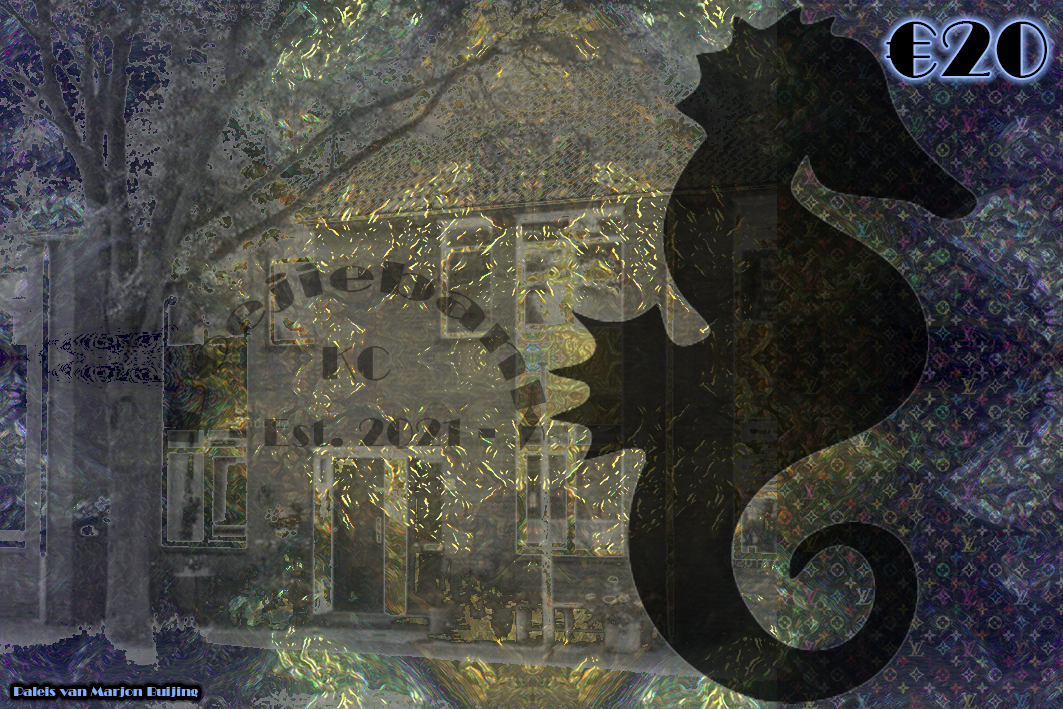 €20
KC
Est. 2021 -
Paleis van Marjon Buijing